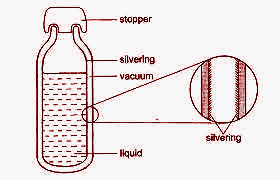 stopper
silvering
vacuum
silvering
liquid